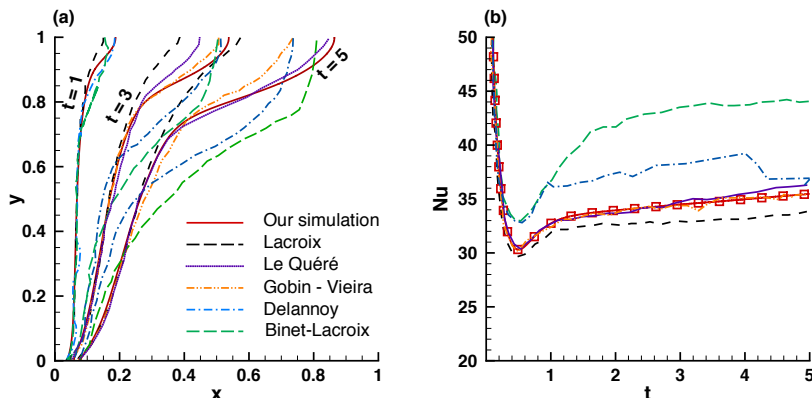 (a)
1
0.8
0.6
0.4
0.2
0
y
0
0.2
0.4
0.6
0.8
1
x
t = 1
t = 3
t = 5
Our simulation
Lacroix
Le Quéré
Gobin - Vieira
Delannoy
Binet-Lacroix
(b)
50
45
40
35
30
25
20
Nu
1
2
3
4
5
t